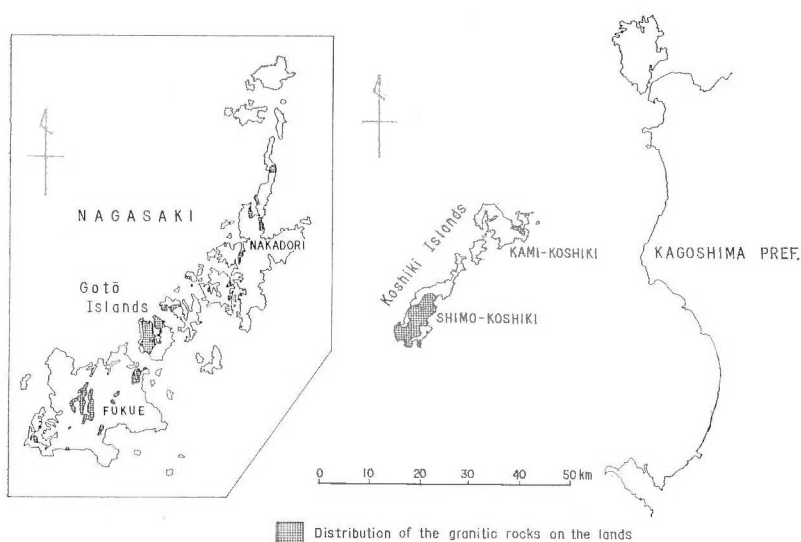 NAGASAKI
NAKADORI
Gotō
Islands
FUKUE
Koshiki Islands
KAMI-KOSHIKI
SHIMO-KOSHIKI
KAGOSHIMA PREF.
0 10 20 30 40 50 km
Distribution of the granitic rocks on the lands